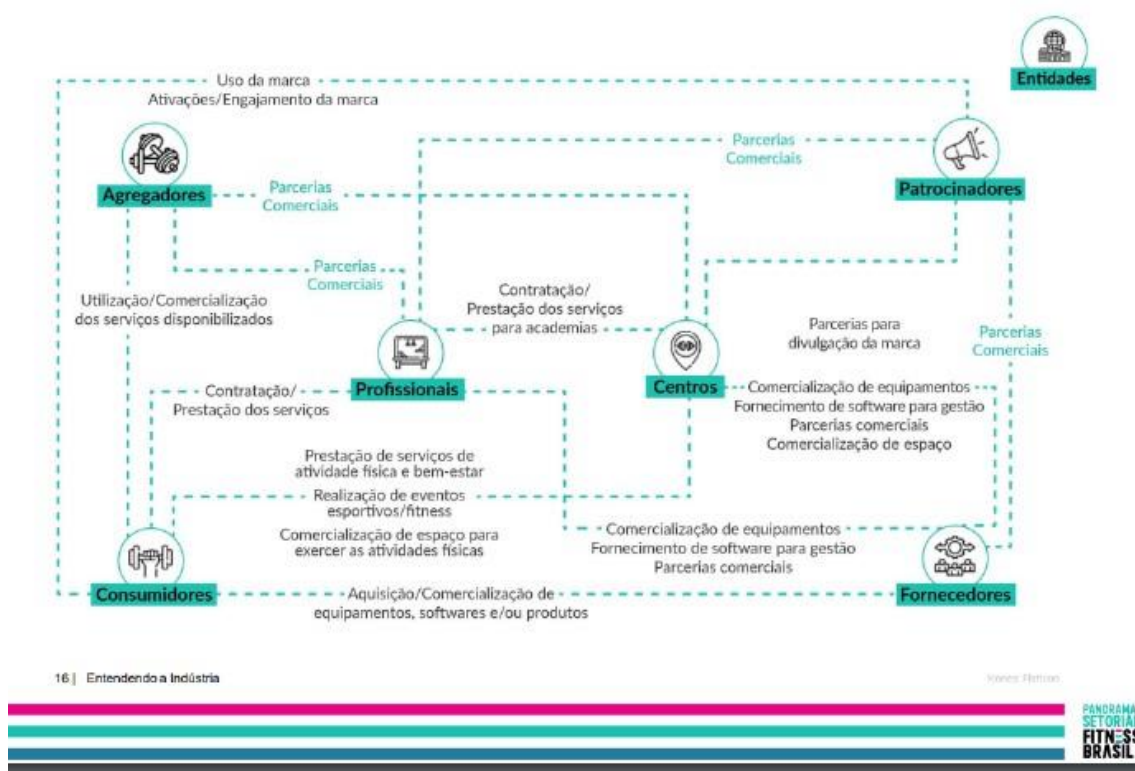 Entidades
Uso da marca
Ativações/Engajamento da marca
Agregadores
Parcerias
Comerciais
Parcerias
Comerciais
Patrocinadores
Parcerias
Comerciais
Utilização/Comercialização
dos serviços disponibilizados
Contratação/
Prestação dos serviços
para academias
Parcerias para
divulgação da marca
Parcerias
Comerciais
Profissionais
Centros
Contratação/
Prestação dos serviços
Comercialização de equipamentos
Fornecimento de software para gestão
Parcerias comerciais
Comercialização de espaço
Prestação de serviços de
atividade física e bem-estar
Realização de eventos
esportivos/fitness
Comercialização de espaço para
exercer as atividades físicas
Comercialização de equipamentos
Fornecimento de software para gestão
Parcerias comerciais
Consumidores
Aquisição/Comercialização de
equipamentos, softwares e/ou produtos
Fornecedores
16 | Entendendo a Indústria
PANORAMA
SETORIAL
FITNESS
BRASIL